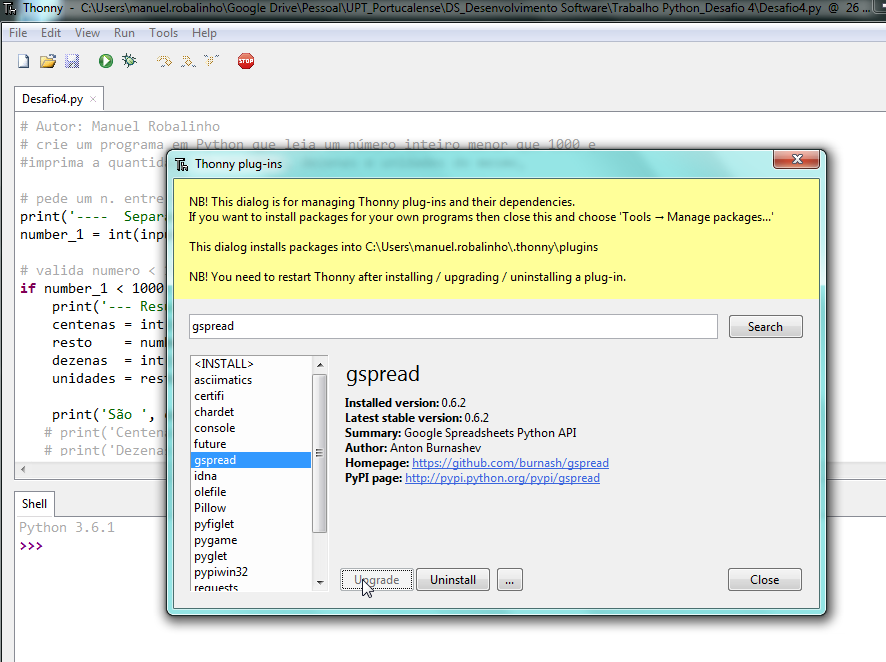 Thonny - C:\Users\manuel.robalinho\Google Drive\Pessoal\UPT_Portucalense\DS_Desenvolvimento Software\Trabalho Python_Desafio 4\Desafio4.py @ 26 ...
File Edit View Run Tools Help
STOP
Desafio4.py ×
# Autor: Manuel Robalinho
# crie um programa em Python que leia um número inteiro menor que 1000 e
#imprima a quantid
# pede um n. entre
print('---- Separ
number_1 = int(inpu
# valida numero <
if number_1 < 1000
print('--- Resu
centenas = int
resto = num
dezenas = int
unidades = rest
print('São ',
# print('Centen
# print('Dezena
Shell
Python 3.6.1
>>>
Thonny plug-ins
NB! This dialog is for managing Thonny plug-ins and their dependencies.
If you want to install packages for your own programs then close this and choose 'Tools → Manage packages...'
This dialog installs packages into C:\Users\manuel.robalinho\.thonny\plugins
NB! You need to restart Thonny after installing / upgrading / uninstalling a plug-in.
gspread Search
<INSTALL>
asciimatics
certifi
chardet
console
future
gspread
idna
olefile
Pillow
pyfiglet
pygame
pyglet
pypiwin32
requests
gspread
Installed version: 0.6.2
Latest stable version: 0.6.2
Summary: Google Spreadsheets Python API
Author: Anton Burnashev
Homepage: https://github.com/burnash/gspread
PyPI page: http://pypi.python.org/pypi/gspread
Upgrade Uninstall ... Close